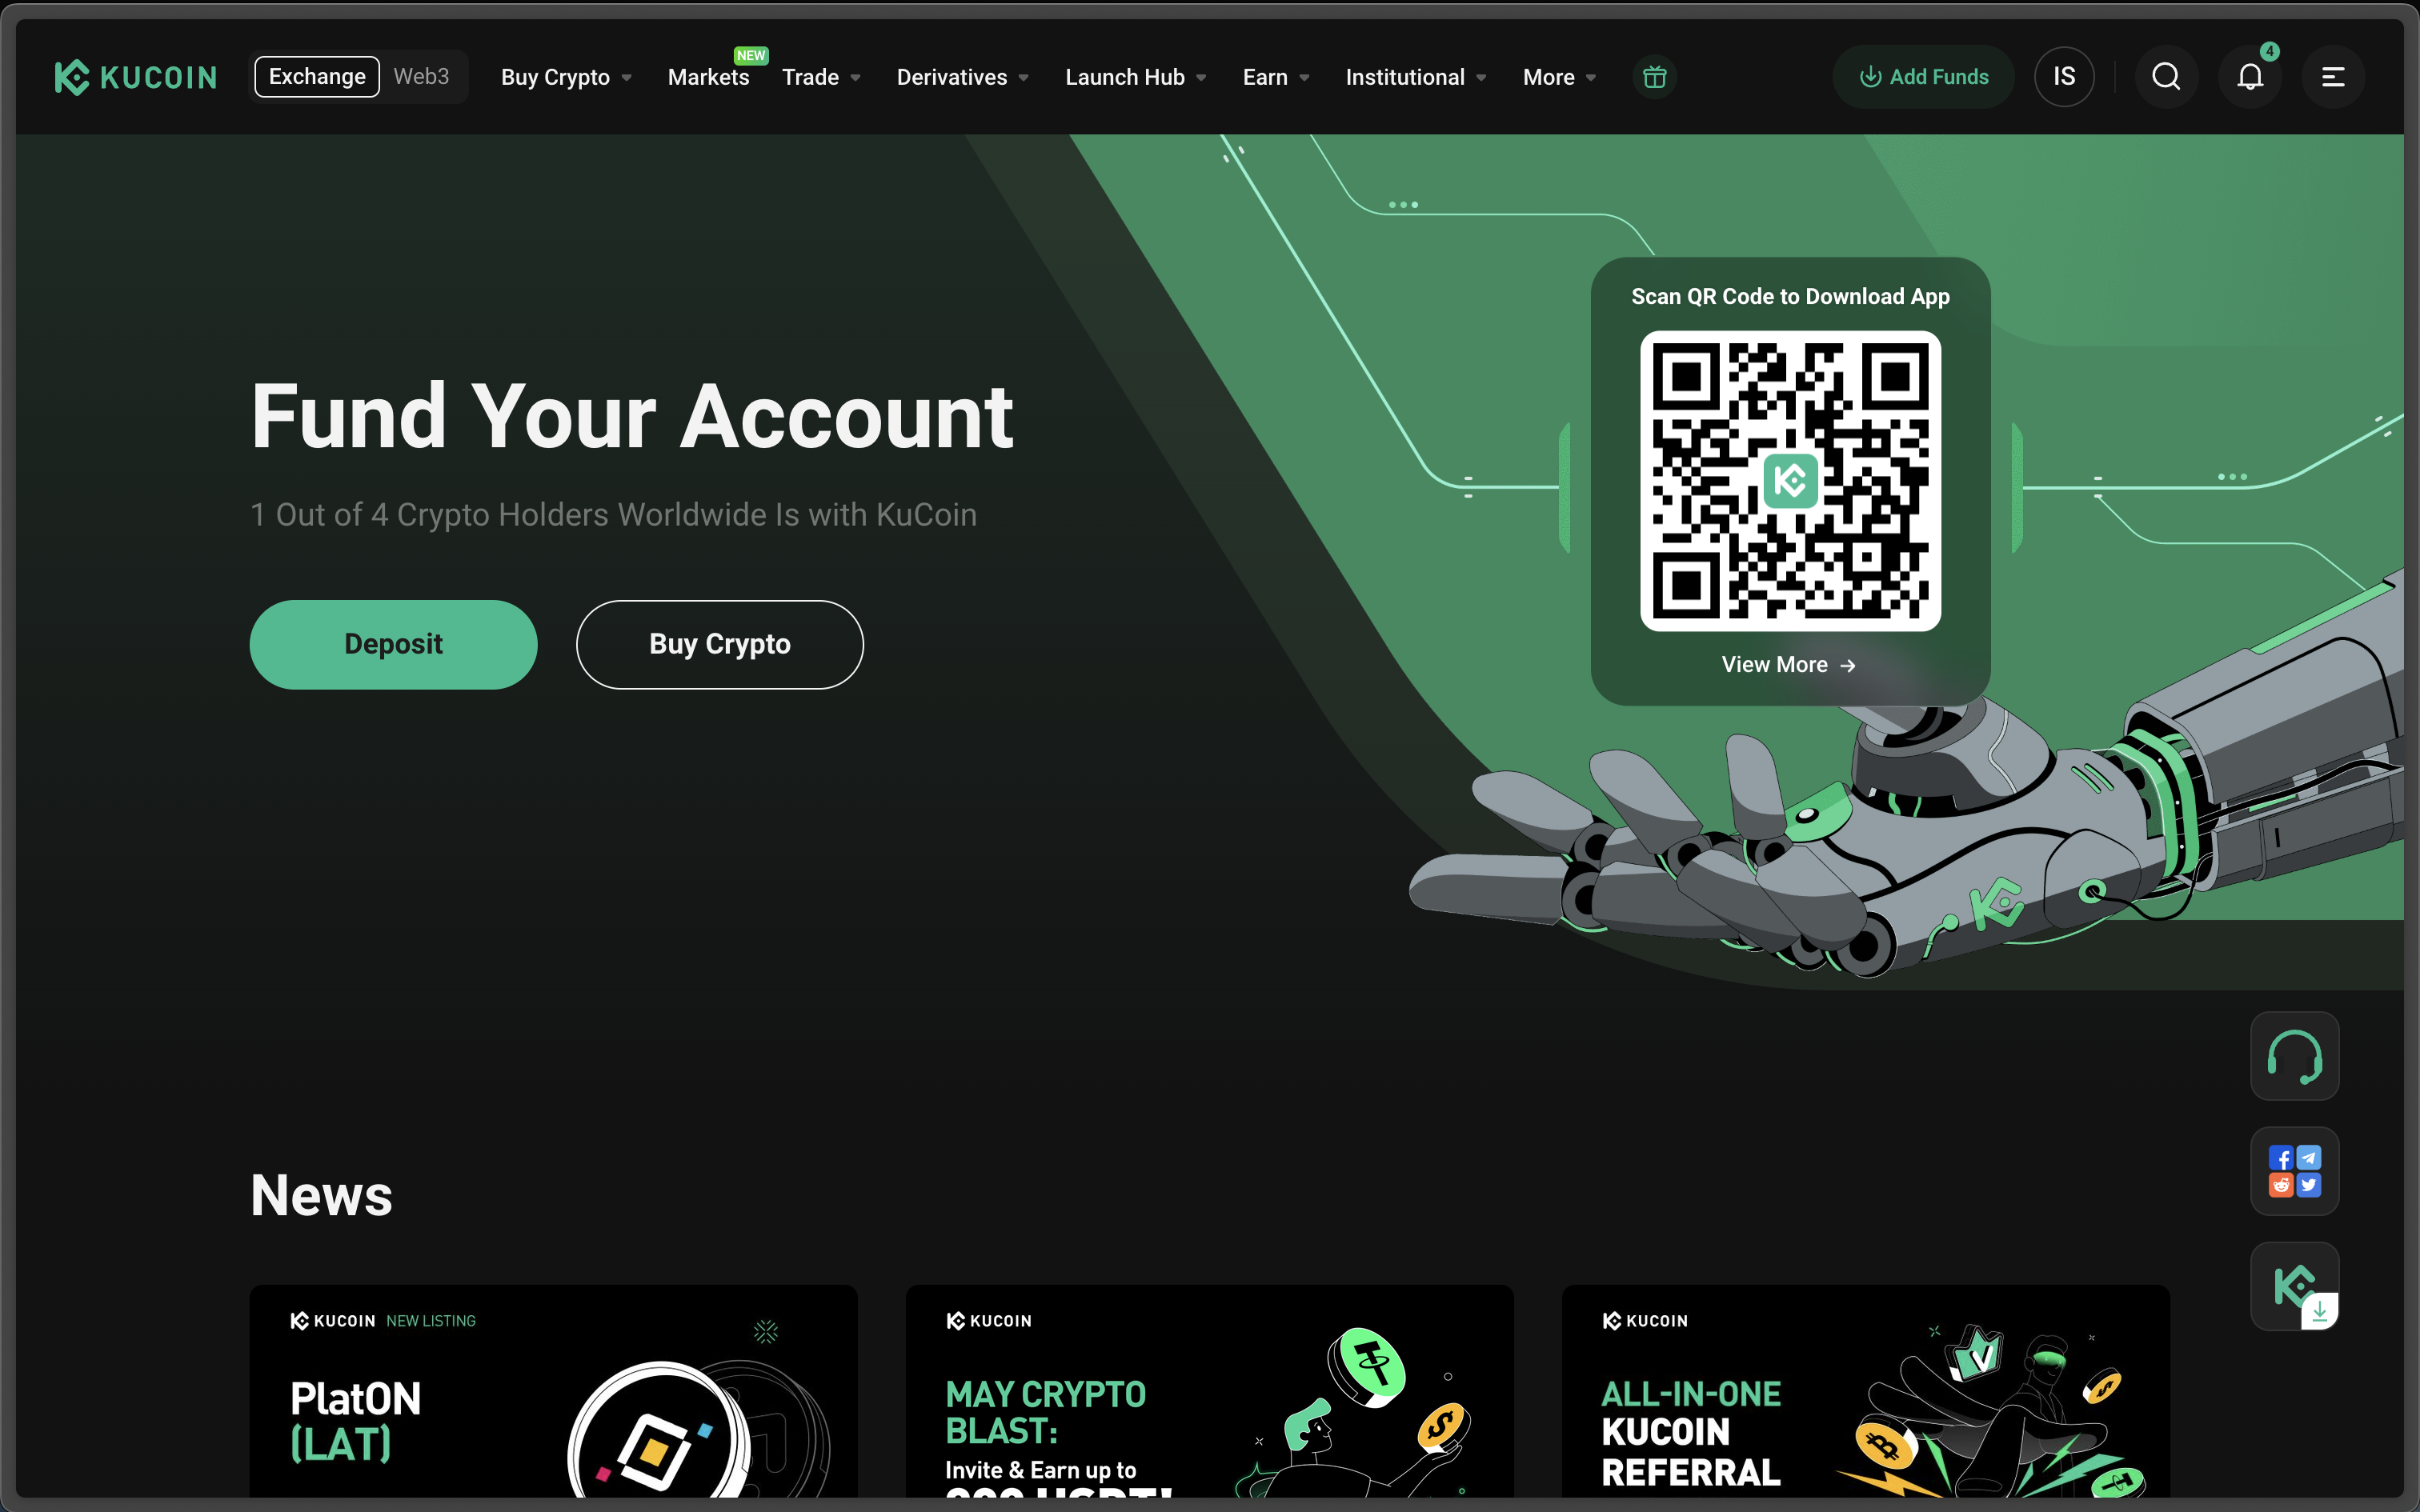 KUCOIN
Exchange Web3 Buy Crypto Markets NEW Trade Derivatives Launch Hub Earn Institutional More Add Funds IS 4
Scan QR Code to Download App
View More →
Fund Your Account
1 Out of 4 Crypto Holders Worldwide Is with KuCoin
Deposit
Buy Crypto
News
KUCOIN NEW LISTING
PlatON
(LAT)
KUCOIN
MAY CRYPTO
BLAST:
Invite & Earn up to
KUCOIN
ALL-IN-ONE
KUCOIN
REFERRAL